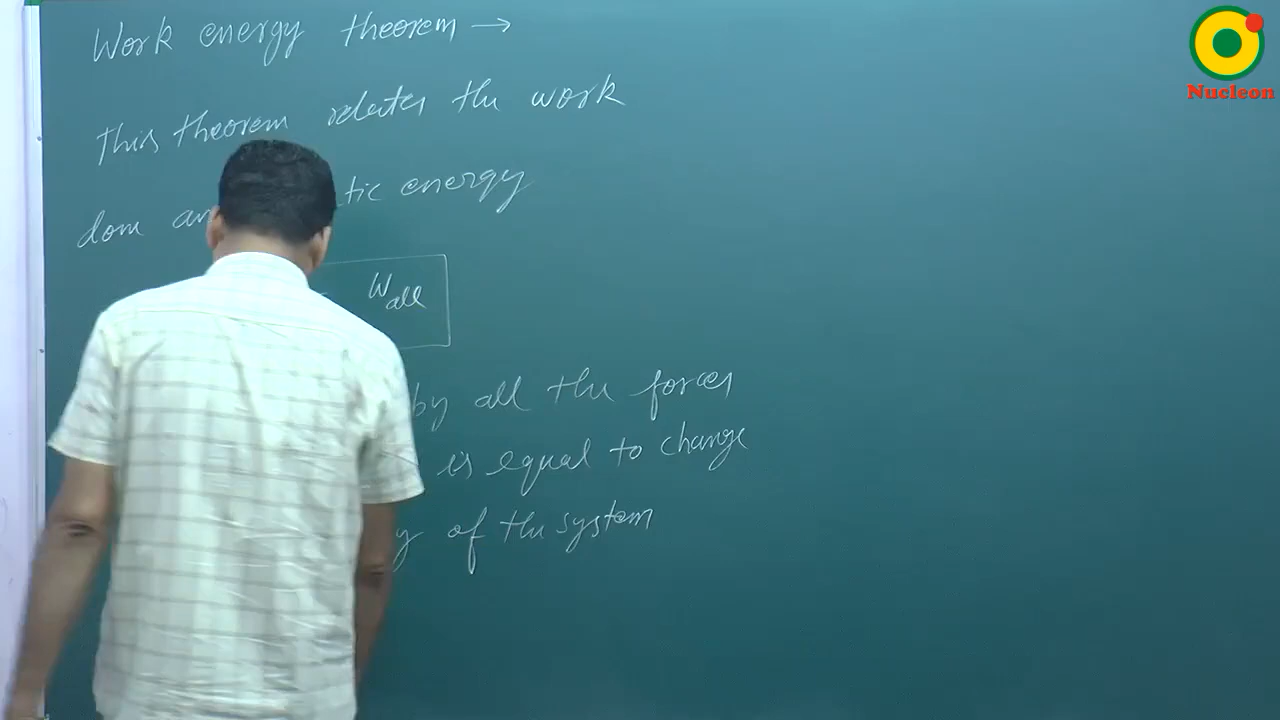 Work energy theorem →
This theorem relates the work
done an tic energy
Wall
by all the forces
is equal to change
y of the system
Nucleon